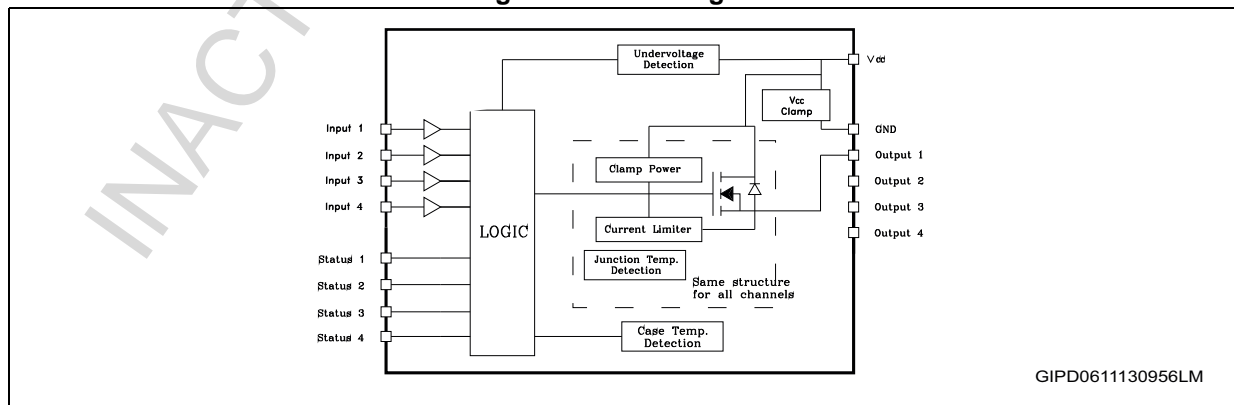 INACT
Undervoltage
Detection
Vdd
Vcc
Clamp
GND
Input 1
Input 2
Input 3
Input 4
Output 1
Output 2
Output 3
Output 4
Clamp Power
LOGIC
Current Limiter
Junction Temp.
Detection
Same structure
for all channels
Status 1
Status 2
Status 3
Status 4
Case Temp.
Detection
GIPD0611130956LM